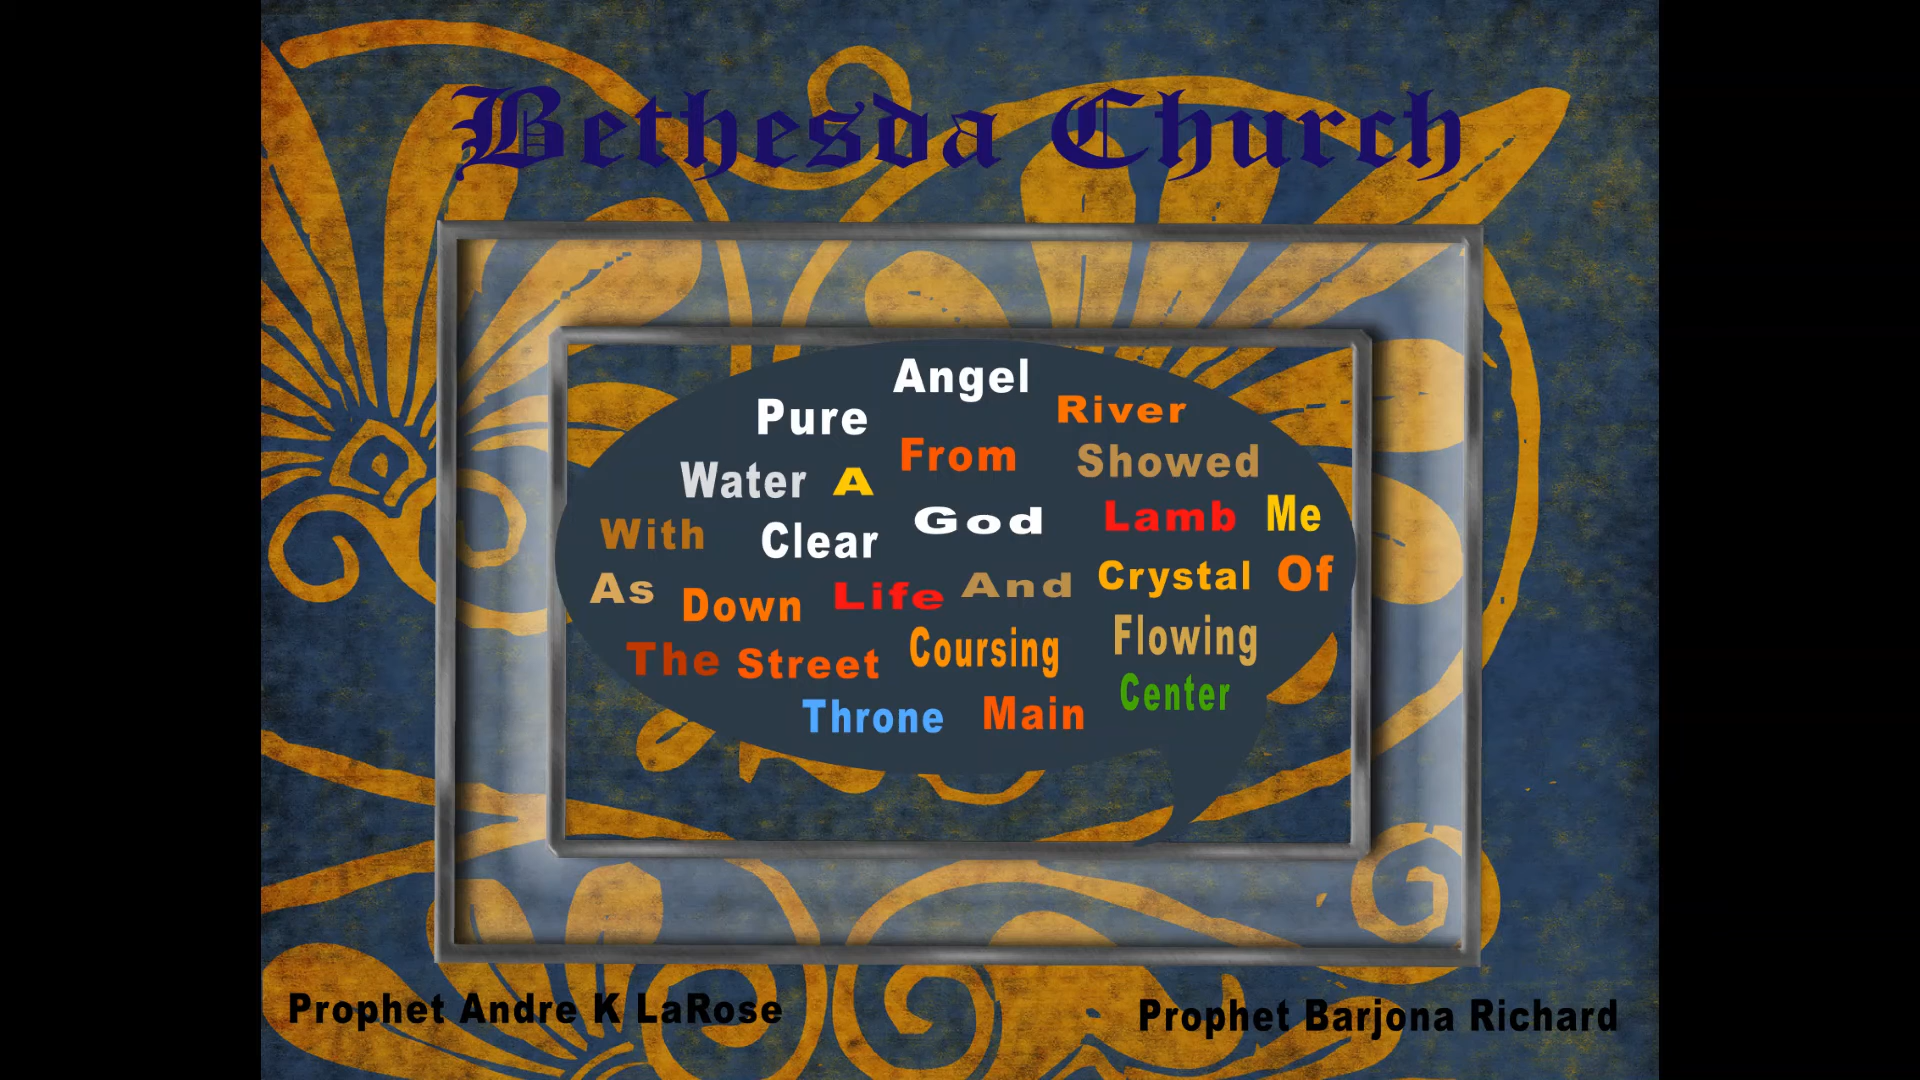 Bethesda Church
Angel
Pure River
From Showed
Water A
God Lamb Me
With Clear
As Down Life And Crystal Of
The Street Coursing Flowing
Throne Main Center
Prophet Andre K LaRose
Prophet Barjona Richard